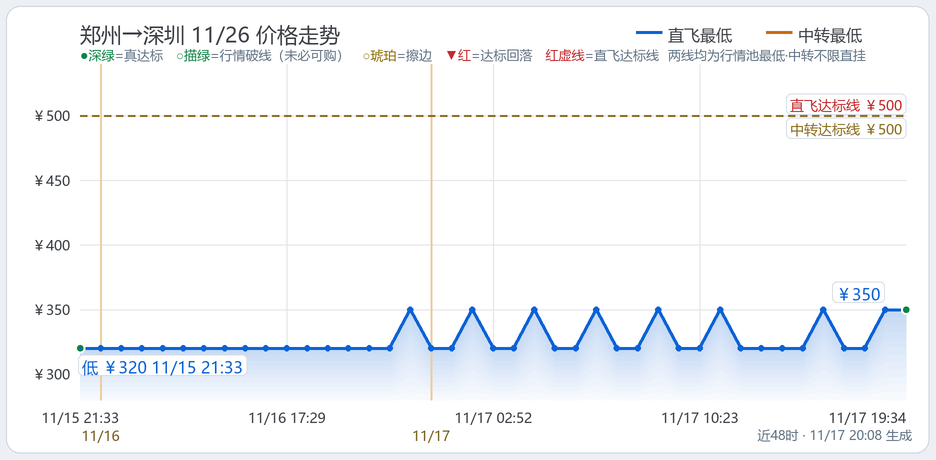 郑州→深圳 11/26 价格走势
直飞最低 中转最低
●深绿=真达标 ○描绿=行情破线（未必可购） ○琥珀=擦边 ▼红=达标回落 红虚线=直飞达标线 两线均为行情池最低·中转不限直挂
¥500
直飞达标线 ¥500
中转达标线 ¥500
¥450
¥400
¥350
¥350
¥300
低 ¥320 11/15 21:33
11/15 21:33 11/16 17:29 11/17 02:52 11/17 10:23 11/17 19:34
11/16 11/17
近48时 · 11/17 20:08 生成